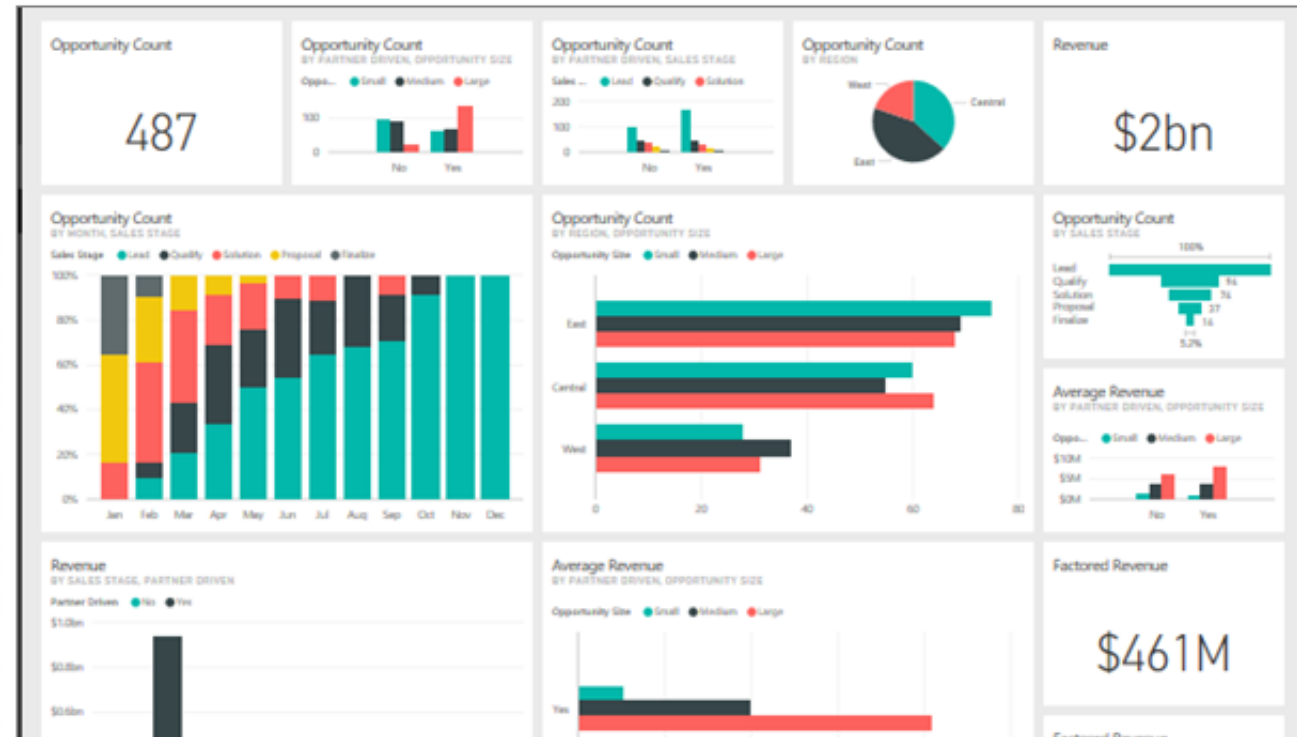 Opportunity Count
487
Opportunity Count
BY PARTNER DRIVEN, OPPORTUNITY SIZE
Oppo... Small Medium Large
100
0
No Yes
Opportunity Count
BY PARTNER DRIVEN, SALES STAGE
Sales ... Lead Qualify Solution
200
100
0
No Yes
Opportunity Count
BY REGION
West
Central
East
Revenue
$2bn
Opportunity Count
BY MONTH, SALES STAGE
Sales Stage Lead Qualify Solution Proposal Finalize
100%
80%
60%
40%
20%
0%
Jan Feb Mar Apr May Jun Jul Aug Sep Oct Nov Dec
Opportunity Count
BY REGION, OPPORTUNITY SIZE
Opportunity Size Small Medium Large
East
Central
West
0 20 40 60 80
Opportunity Count
BY SALES STAGE
100%
Lead
Qualify 94
Solution 74
Proposal 37
Finalize 14
5.2%
Average Revenue
BY PARTNER DRIVEN, OPPORTUNITY SIZE
Oppo... Small Medium Large
$10M
$5M
$0M
No Yes
Revenue
BY SALES STAGE, PARTNER DRIVEN
Partner Driven No Yes
$1.0bn
$0.8bn
$0.6bn
Average Revenue
BY PARTNER DRIVEN, OPPORTUNITY SIZE
Opportunity Size Small Medium Large
Yes
Factored Revenue
$461M
Factored Revenue